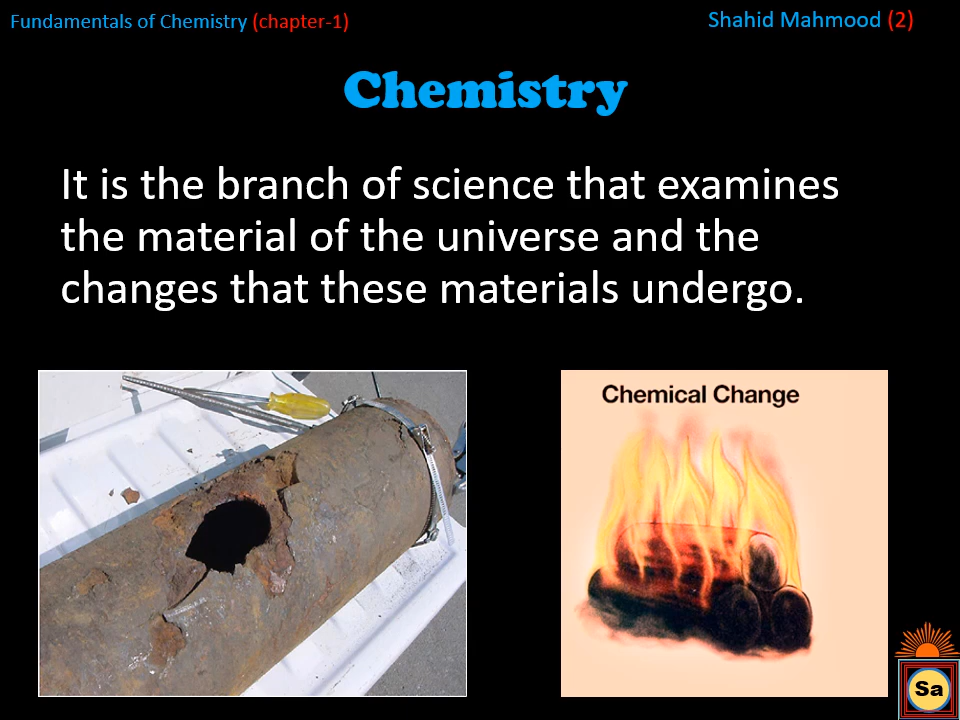 Fundamentals of Chemistry (chapter-1)
Shahid Mahmood (2)
Chemistry
It is the branch of science that examines
the material of the universe and the
changes that these materials undergo.
Chemical Change
Sa